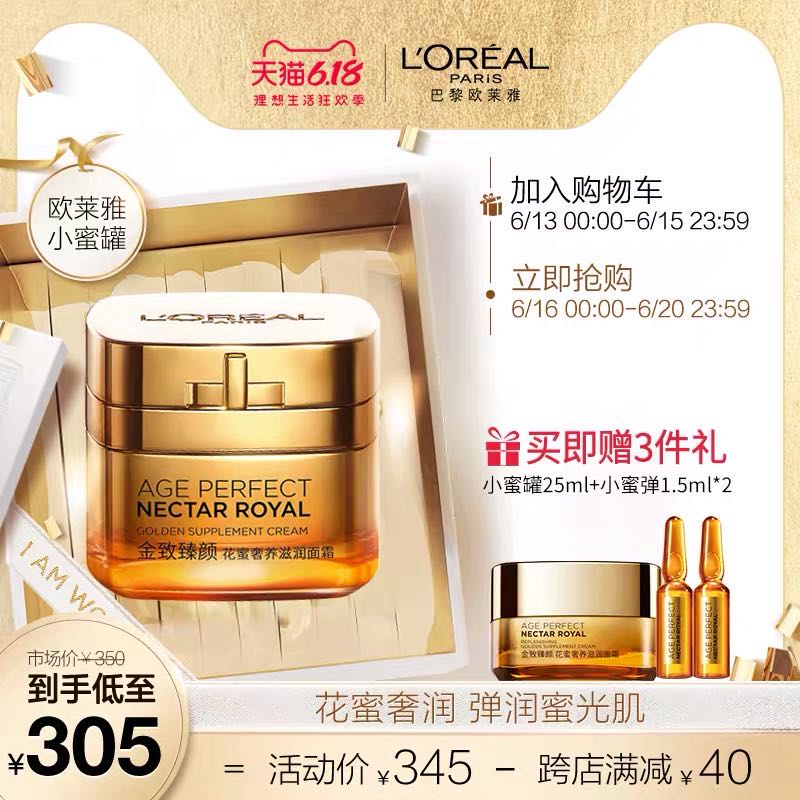 天猫6.18
理想生活狂欢季
L'ORÉAL
PARIS
巴黎欧莱雅
欧莱雅
小蜜罐
加入购物车
6/13 00:00-6/15 23:59
立即抢购
6/16 00:00-6/20 23:59
L'ORÉAL
PARIS
AGE PERFECT
NECTAR ROYAL
GOLDEN SUPPLEMENT CREAM
金致臻颜 花蜜奢养滋润面霜
买即赠3件礼
小蜜罐25ml+小蜜弹1.5ml*2
AGE PERFECT
NECTAR ROYAL
REPLENISHING
GOLDEN SUPPLEMENT CREAM
金致臻颜 花蜜奢养滋润面霜
AGE PERFECT
NECTAR ROYAL
AGE PERFECT
NECTAR ROYAL
I AM WO
市场价¥350
到手低至
¥305
花蜜奢润 弹润蜜光肌
= 活动价¥345 - 跨店满减¥40